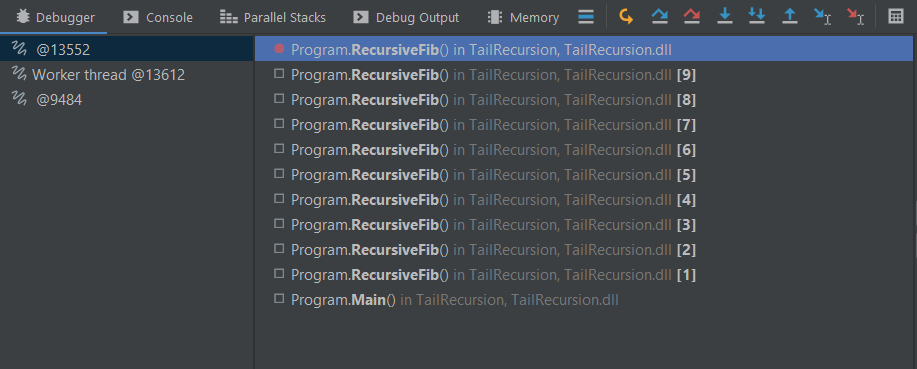 Debugger Console Parallel Stacks Debug Output Memory
@13552
Worker thread @13612
@9484
Program.RecursiveFib() in TailRecursion, TailRecursion.dll
Program.RecursiveFib() in TailRecursion, TailRecursion.dll [9]
Program.RecursiveFib() in TailRecursion, TailRecursion.dll [8]
Program.RecursiveFib() in TailRecursion, TailRecursion.dll [7]
Program.RecursiveFib() in TailRecursion, TailRecursion.dll [6]
Program.RecursiveFib() in TailRecursion, TailRecursion.dll [5]
Program.RecursiveFib() in TailRecursion, TailRecursion.dll [4]
Program.RecursiveFib() in TailRecursion, TailRecursion.dll [3]
Program.RecursiveFib() in TailRecursion, TailRecursion.dll [2]
Program.RecursiveFib() in TailRecursion, TailRecursion.dll [1]
Program.Main() in TailRecursion, TailRecursion.dll